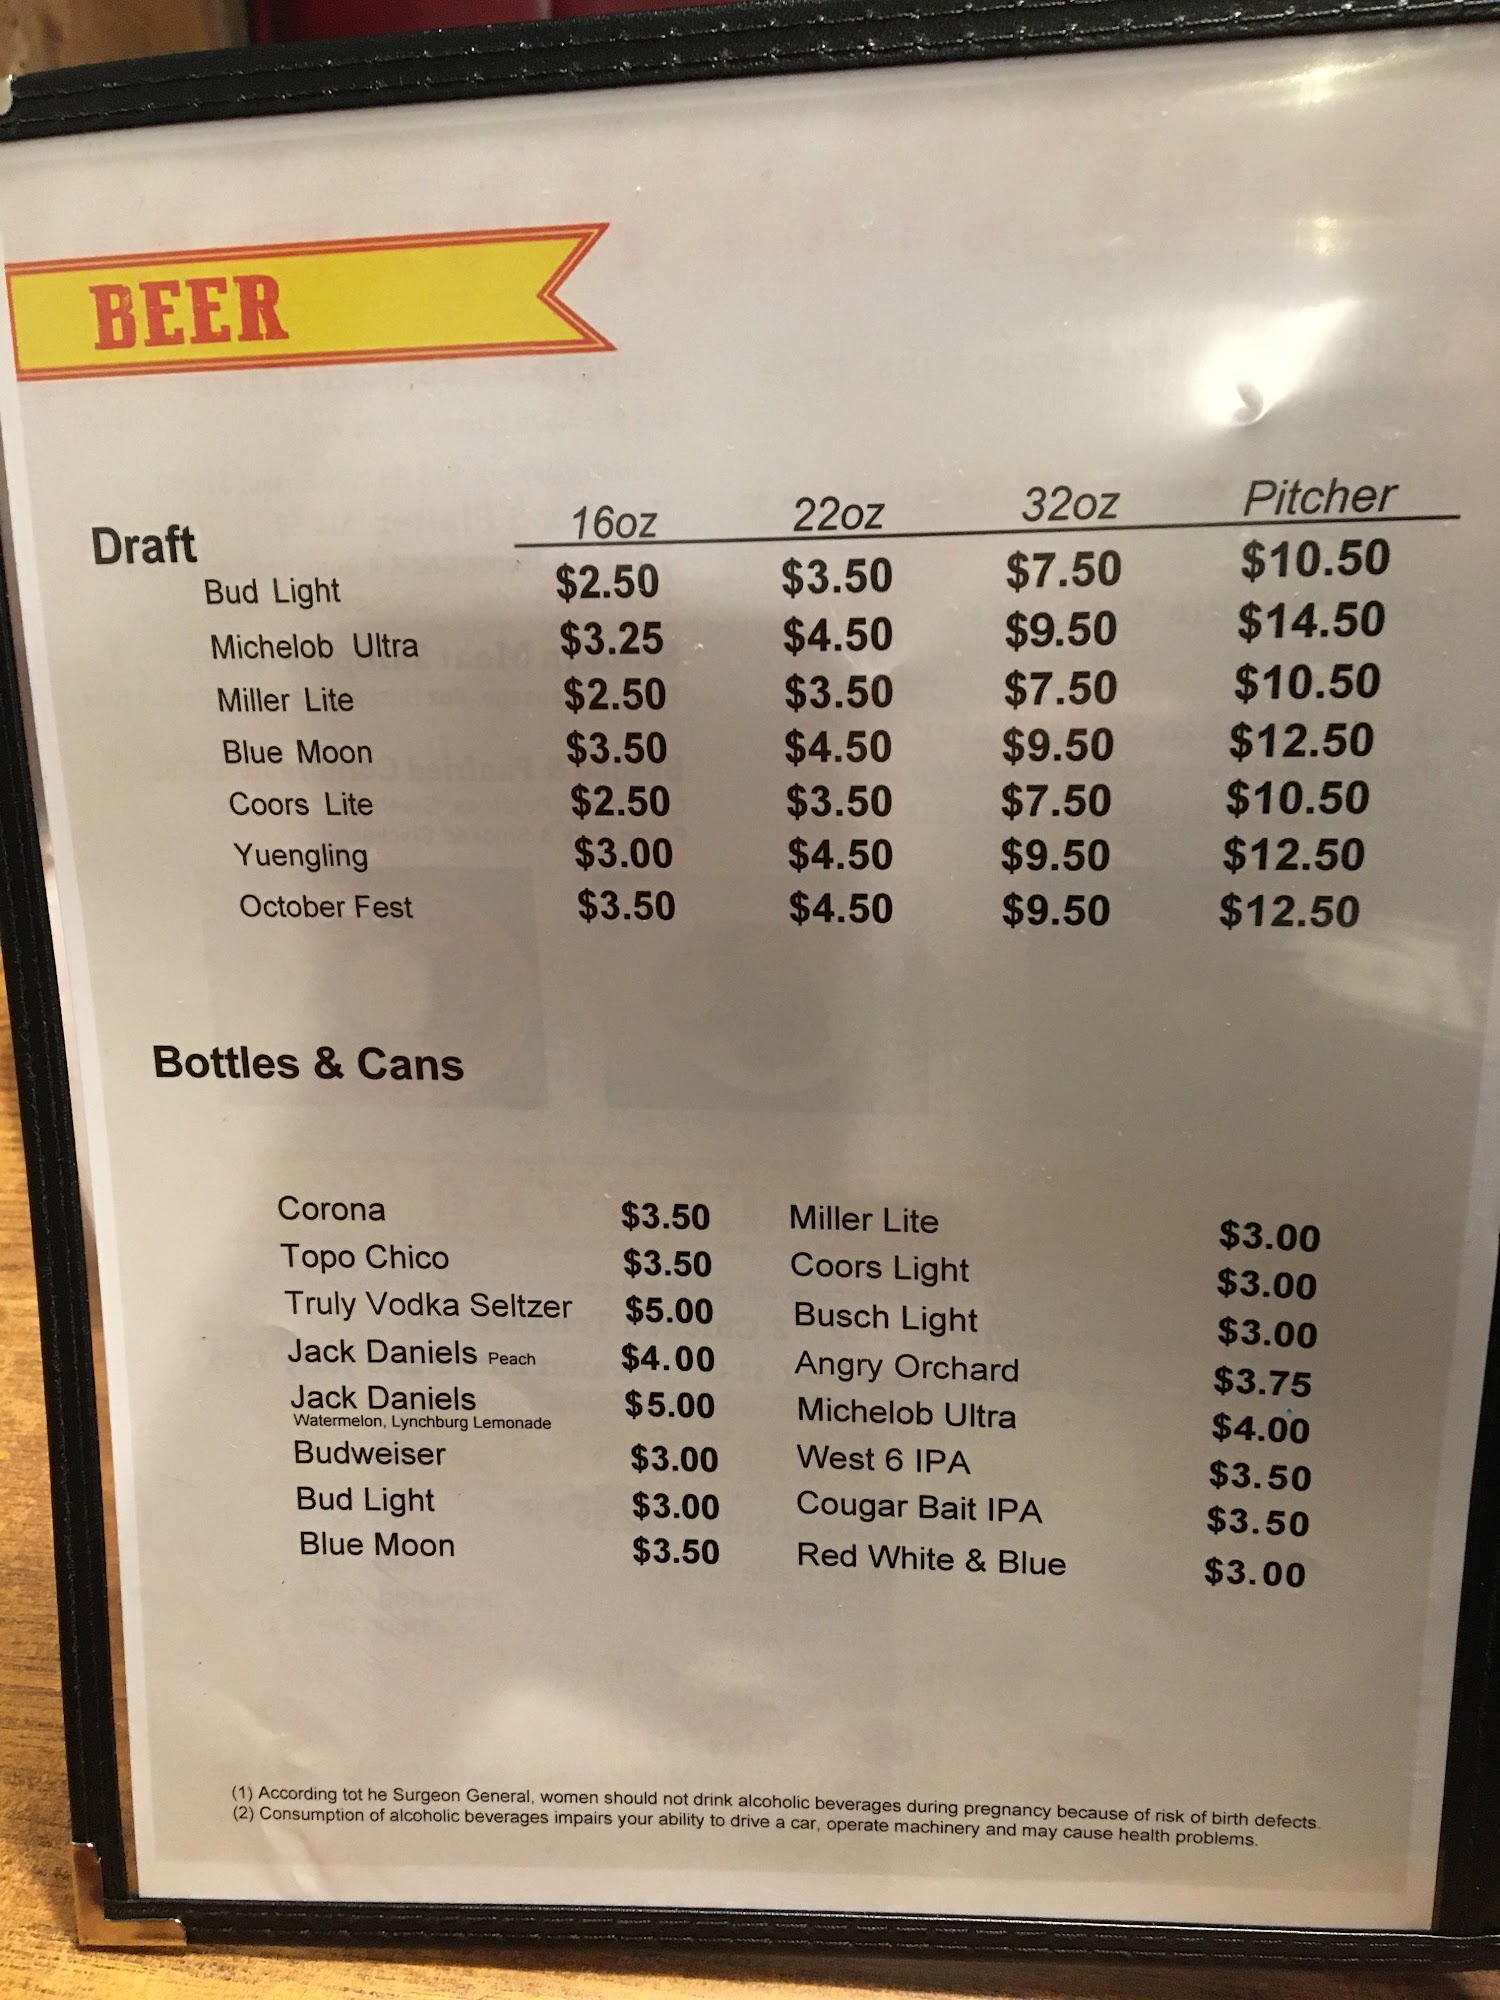 BEER
Draft 16oz 22oz 32oz Pitcher
Bud Light $2.50 $3.50 $7.50 $10.50
Michelob Ultra $3.25 $4.50 $9.50 $14.50
Miller Lite $2.50 $3.50 $7.50 $10.50
Blue Moon $3.50 $4.50 $9.50 $12.50
Coors Lite $2.50 $3.50 $7.50 $10.50
Yuengling $3.00 $4.50 $9.50 $12.50
October Fest $3.50 $4.50 $9.50 $12.50
Bottles & Cans
Corona $3.50 Miller Lite $3.00
Topo Chico $3.50 Coors Light $3.00
Truly Vodka Seltzer $5.00 Busch Light $3.00
Jack Daniels Peach $4.00 Angry Orchard $3.75
Jack Daniels $5.00 Michelob Ultra $4.00
Watermelon, Lynchburg Lemonade
Budweiser $3.00 West 6 IPA $3.50
Bud Light $3.00 Cougar Bait IPA $3.50
Blue Moon $3.50 Red White & Blue $3.00
(1) According tot he Surgeon General, women should not drink alcoholic beverages during pregnancy because of risk of birth defects.
(2) Consumption of alcoholic beverages impairs your ability to drive a car, operate machinery and may cause health problems.